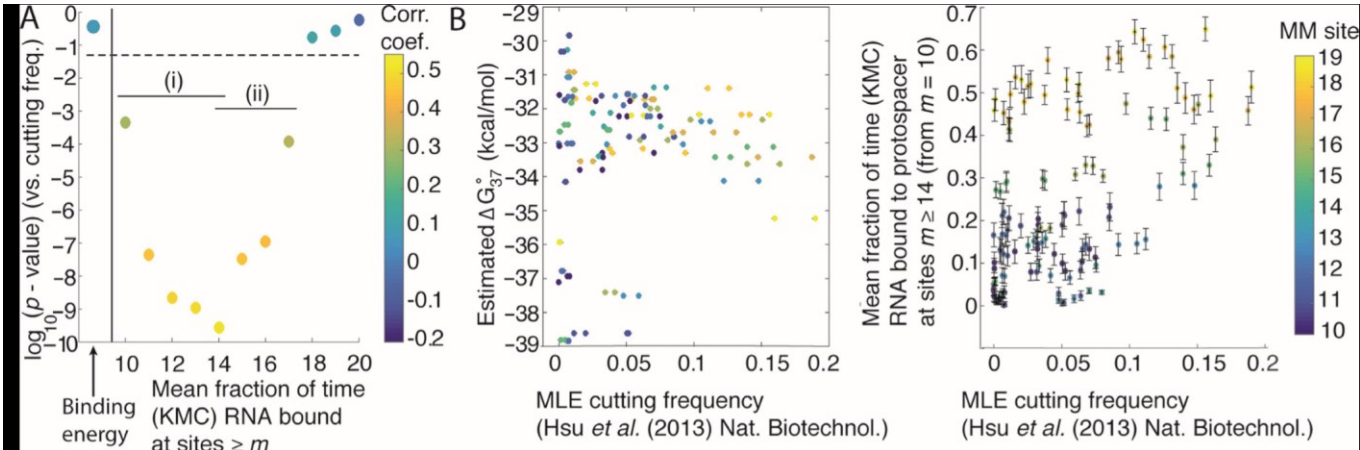 A
log10 (p - value) (vs. cutting freq.)
0
−1
−2
−3
−4
−5
−6
−7
−8
−9
−10
(i)
(ii)
10 12 14 16 18 20
Binding
energy
Mean fraction of time
(KMC) RNA bound
at sites ≥ m
Corr.
coef.
0.5
0.4
0.3
0.2
0.1
0
-0.1
-0.2
B
Estimated ΔG°37 (kcal/mol)
−29
−30
−31
−32
−33
−34
−35
−36
−37
−38
−39
0 0.05 0.1 0.15 0.2
MLE cutting frequency
(Hsu et al. (2013) Nat. Biotechnol.)
Mean fraction of time (KMC)
RNA bound to protospacer
at sites m ≥ 14 (from m = 10)
0.7
0.6
0.5
0.4
0.3
0.2
0.1
0
0 0.05 0.1 0.15 0.2
MLE cutting frequency
(Hsu et al. (2013) Nat. Biotechnol.)
MM site
19
18
17
16
15
14
13
12
11
10